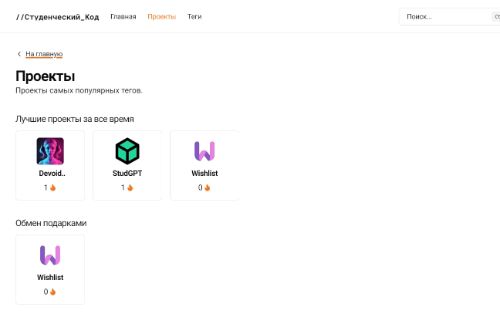 //Студенческий_Код Главная Проекты Теги Поиск...
На главную
Проекты
Проекты самых популярных тегов.
Лучшие проекты за все время
Devoid.. StudGPT Wishlist
1 1 0
Обмен подарками
Wishlist
0